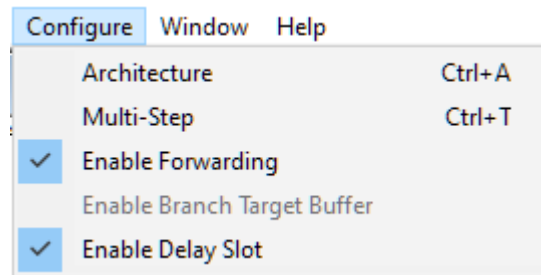 Configure Window Help
Architecture Ctrl+A
Multi-Step Ctrl+T
Enable Forwarding
Enable Branch Target Buffer
Enable Delay Slot